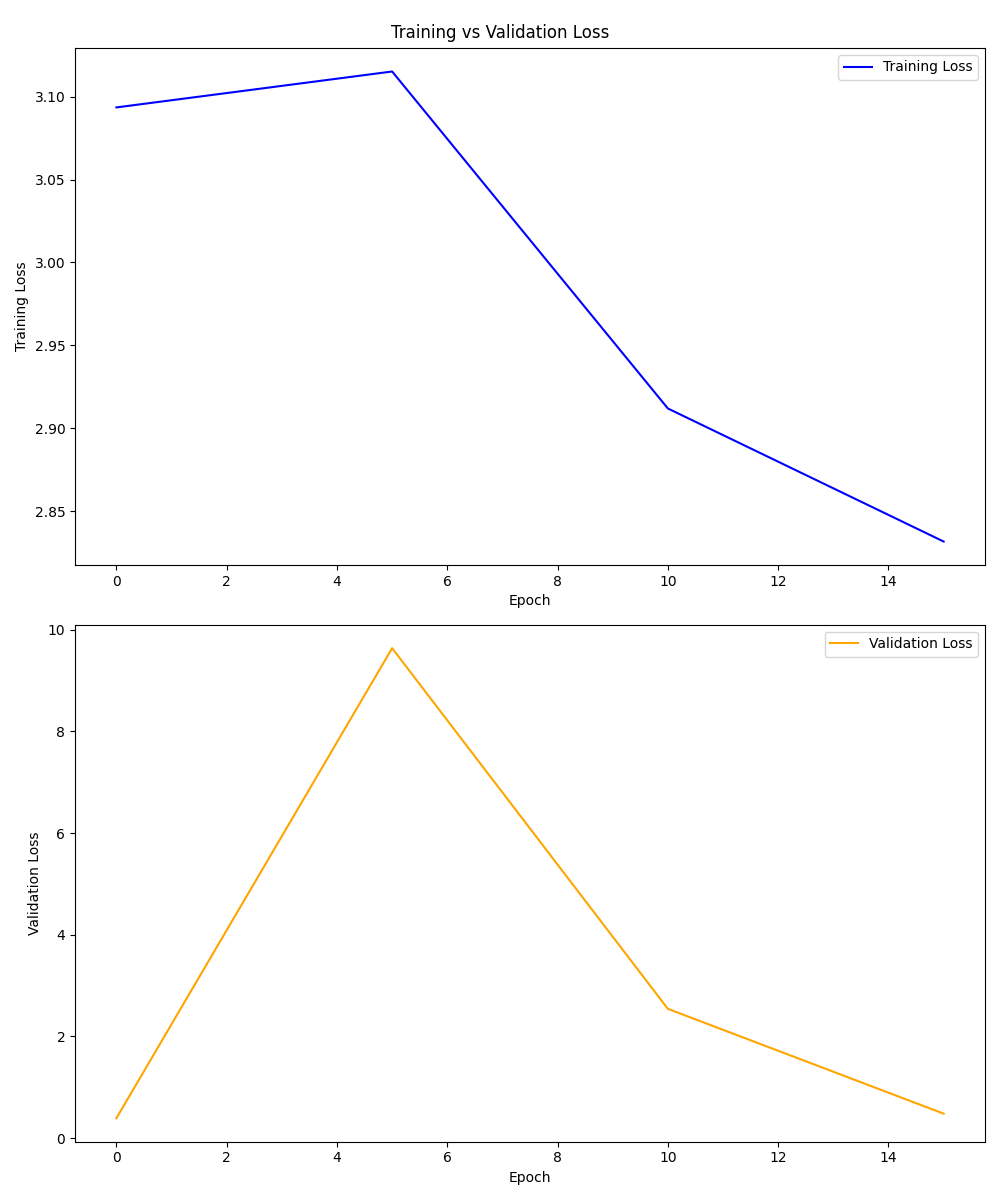 Training vs Validation Loss
Training Loss
3.10
3.05
3.00
2.95
2.90
2.85
Training Loss
0 2 4 6 8 10 12 14
Epoch
Validation Loss
10
8
6
4
2
0
Validation Loss
0 2 4 6 8 10 12 14
Epoch